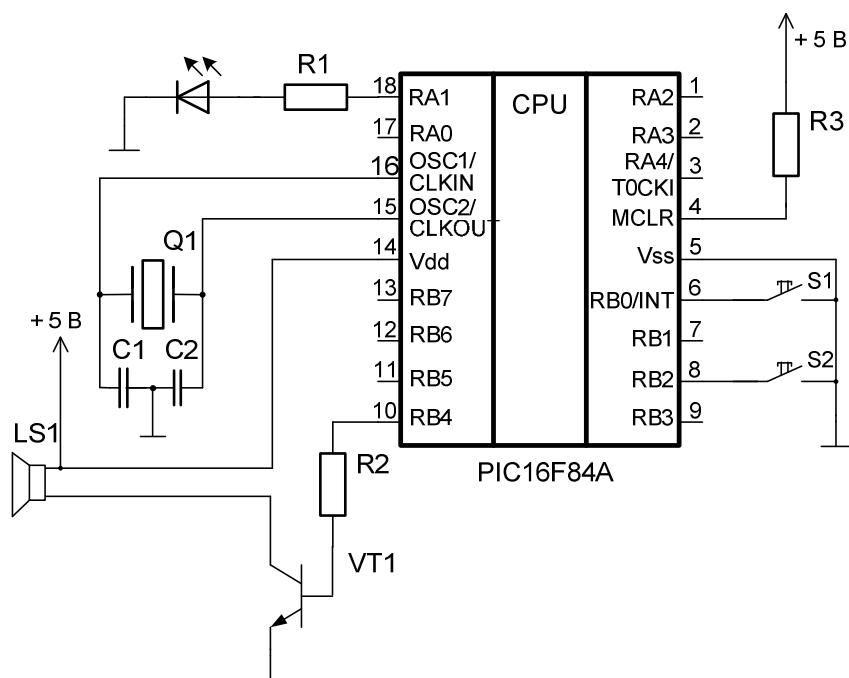 + 5 В
R1
R3
18
RA1
CPU
RA2
1
17
RA0
RA3
2
16
OSC1/
CLKIN
RA4/
T0CKI
3
15
OSC2/
CLKOUT
MCLR
4
Q1
14
Vdd
Vss
5
13
RB7
RB0/INT
6
S1
+ 5 В
12
RB6
RB1
7
C1
C2
11
RB5
RB2
8
S2
10
RB4
RB3
9
LS1
R2
PIC16F84A
VT1